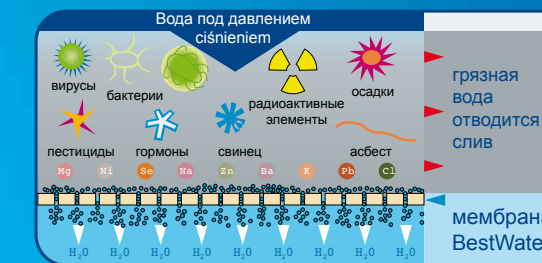 Вода под давлением
ciśnieniem
вирусы
бактерии
радиоактивные
элементы
осадки
пестициды
гормоны
свинец
асбест
Mg Ni Se Na Zn Ba K Pb Cl
H₂O H₂O H₂O H₂O H₂O H₂O H₂O H₂O H₂O
грязная
вода
отводится
слив
мембрана
BestWate